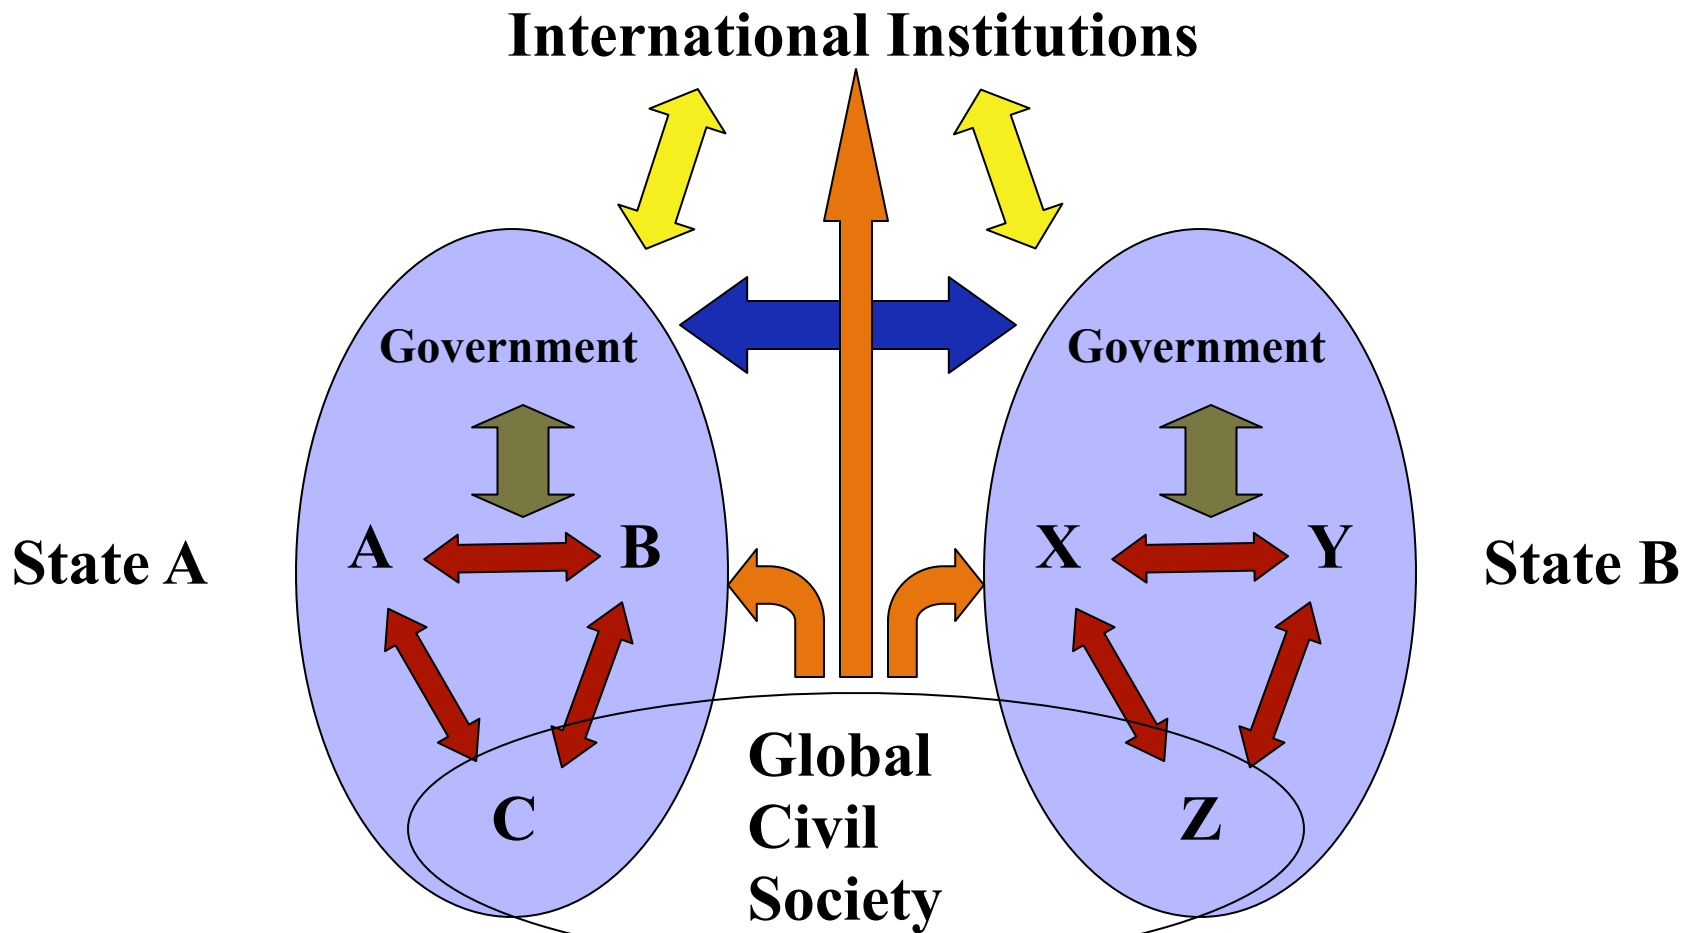 International Institutions
Government
Government
A
B
X
Y
State A
State B
Global
Civil
Society
C
Z